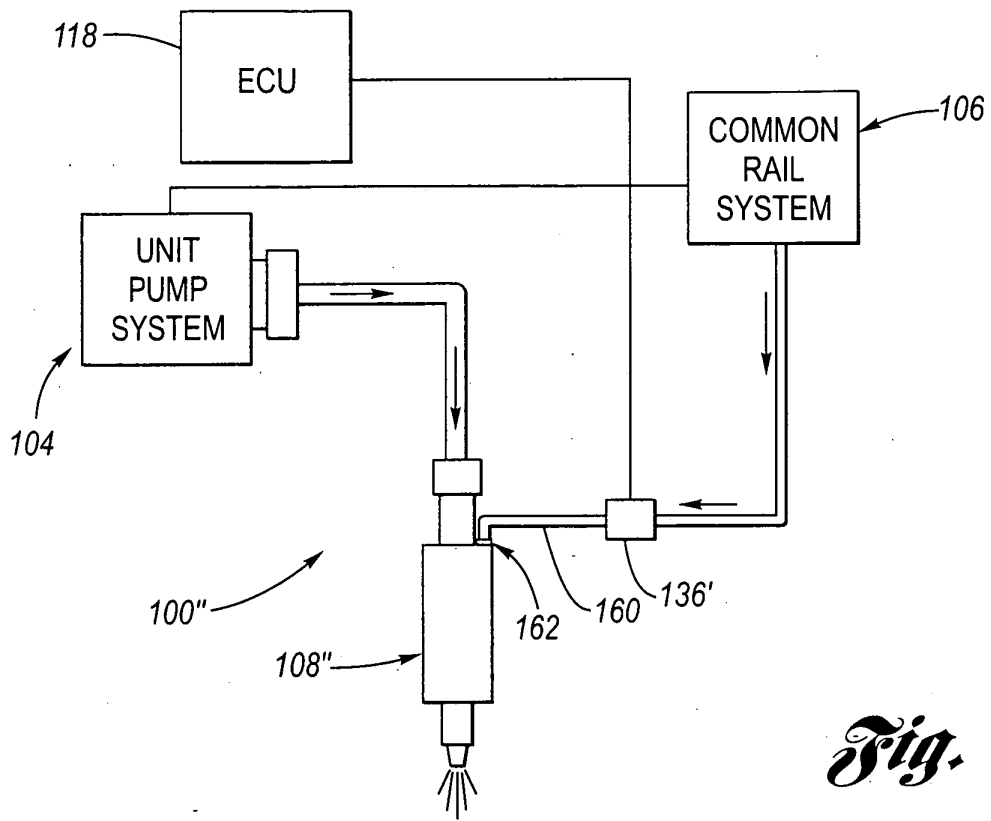 118
ECU
COMMON
RAIL
SYSTEM
106
UNIT
PUMP
SYSTEM
104
100"
108"
162
160
136'
Fig.